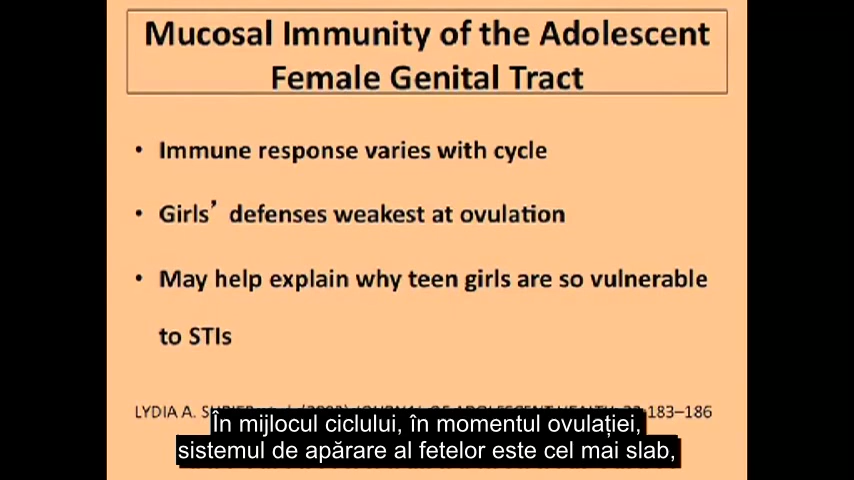 Mucosal Immunity of the Adolescent
Female Genital Tract
• Immune response varies with cycle
• Girls’ defenses weakest at ovulation
• May help explain why teen girls are so vulnerable
to STIs
LYDIA A. 183–186
În mijlocul ciclului, în momentul ovulației,
sistemul de apărare al fetelor este cel mai slab,